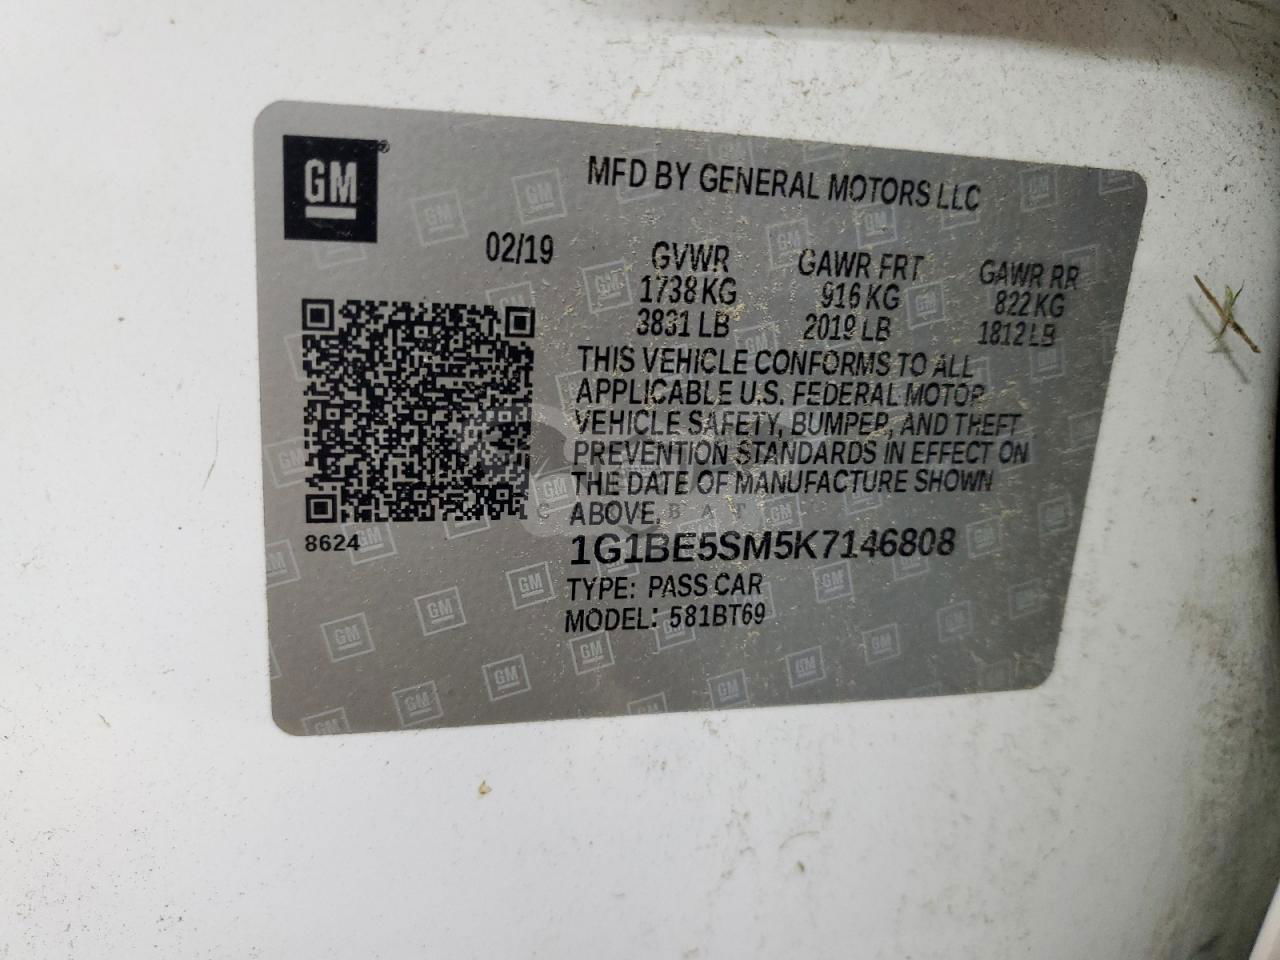 GM®
MFD BY GENERAL MOTORS LLC
02/19 GVWR GAWR FRT GAWR RR
1738 KG 916 KG 822 KG
3831 LB 2019 LB 1812 LB
THIS VEHICLE CONFORMS TO ALL
APPLICABLE U.S. FEDERAL MOTOR
VEHICLE SAFETY, BUMPER, AND THEFT
PREVENTION STANDARDS IN EFFECT ON
THE DATE OF MANUFACTURE SHOWN
ABOVE.
8624
1G1BE5SM5K7146808
TYPE: PASS CAR
MODEL: 581BT69